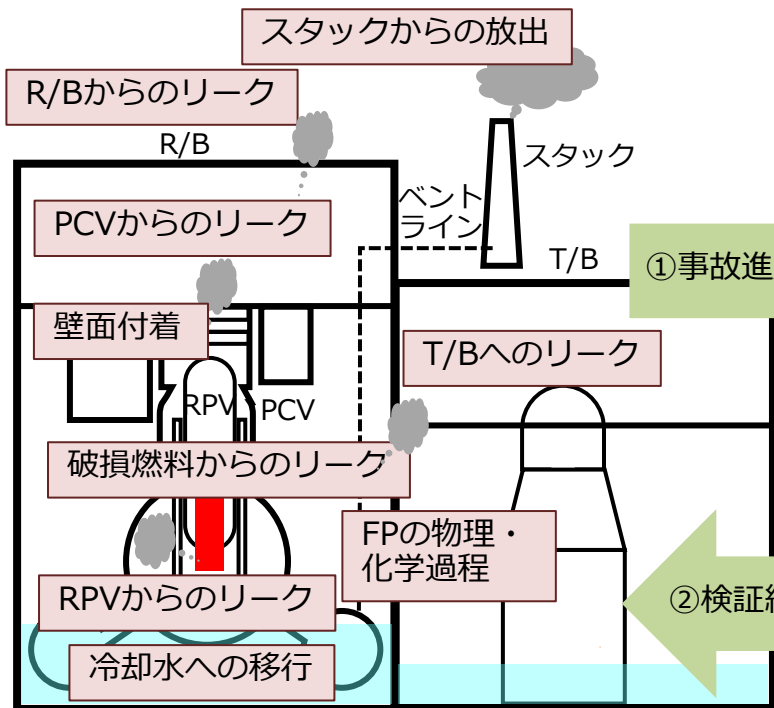 スタックからの放出
R/Bからのリーク
R/B
スタック
ベント
ライン
PCVからのリーク
T/B
①事故進
壁面付着
T/Bへのリーク
RPV
PCV
破損燃料からのリーク
FPの物理・
化学過程
RPVからのリーク
②検証
冷却水への移行